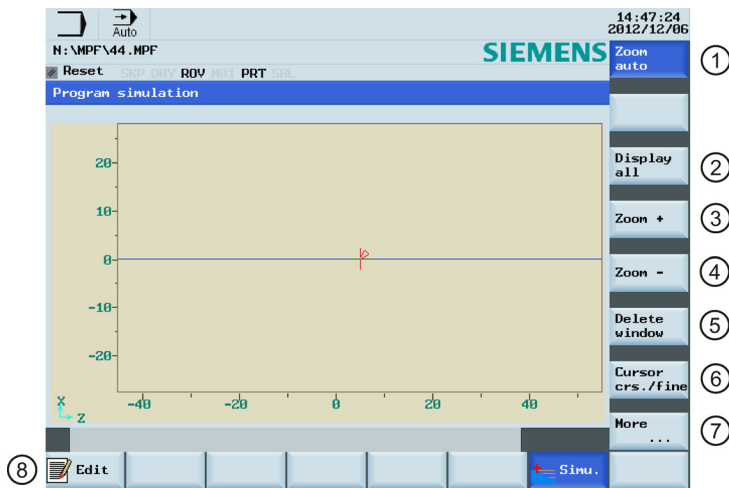 14:47:24
2012/12/06
Auto
N:\MPF\44.MPF
SIEMENS
Reset SKP DRY ROV M01 PRT SBL
Program simulation
Zoom
auto
1
Display
all
2
Zoom +
3
Zoom -
4
Delete
window
5
Cursor
crs./fine
6
More
...
7
20
10
0
-10
-20
X
Z
-40 -20 0 20 40
8
Edit
Simu.